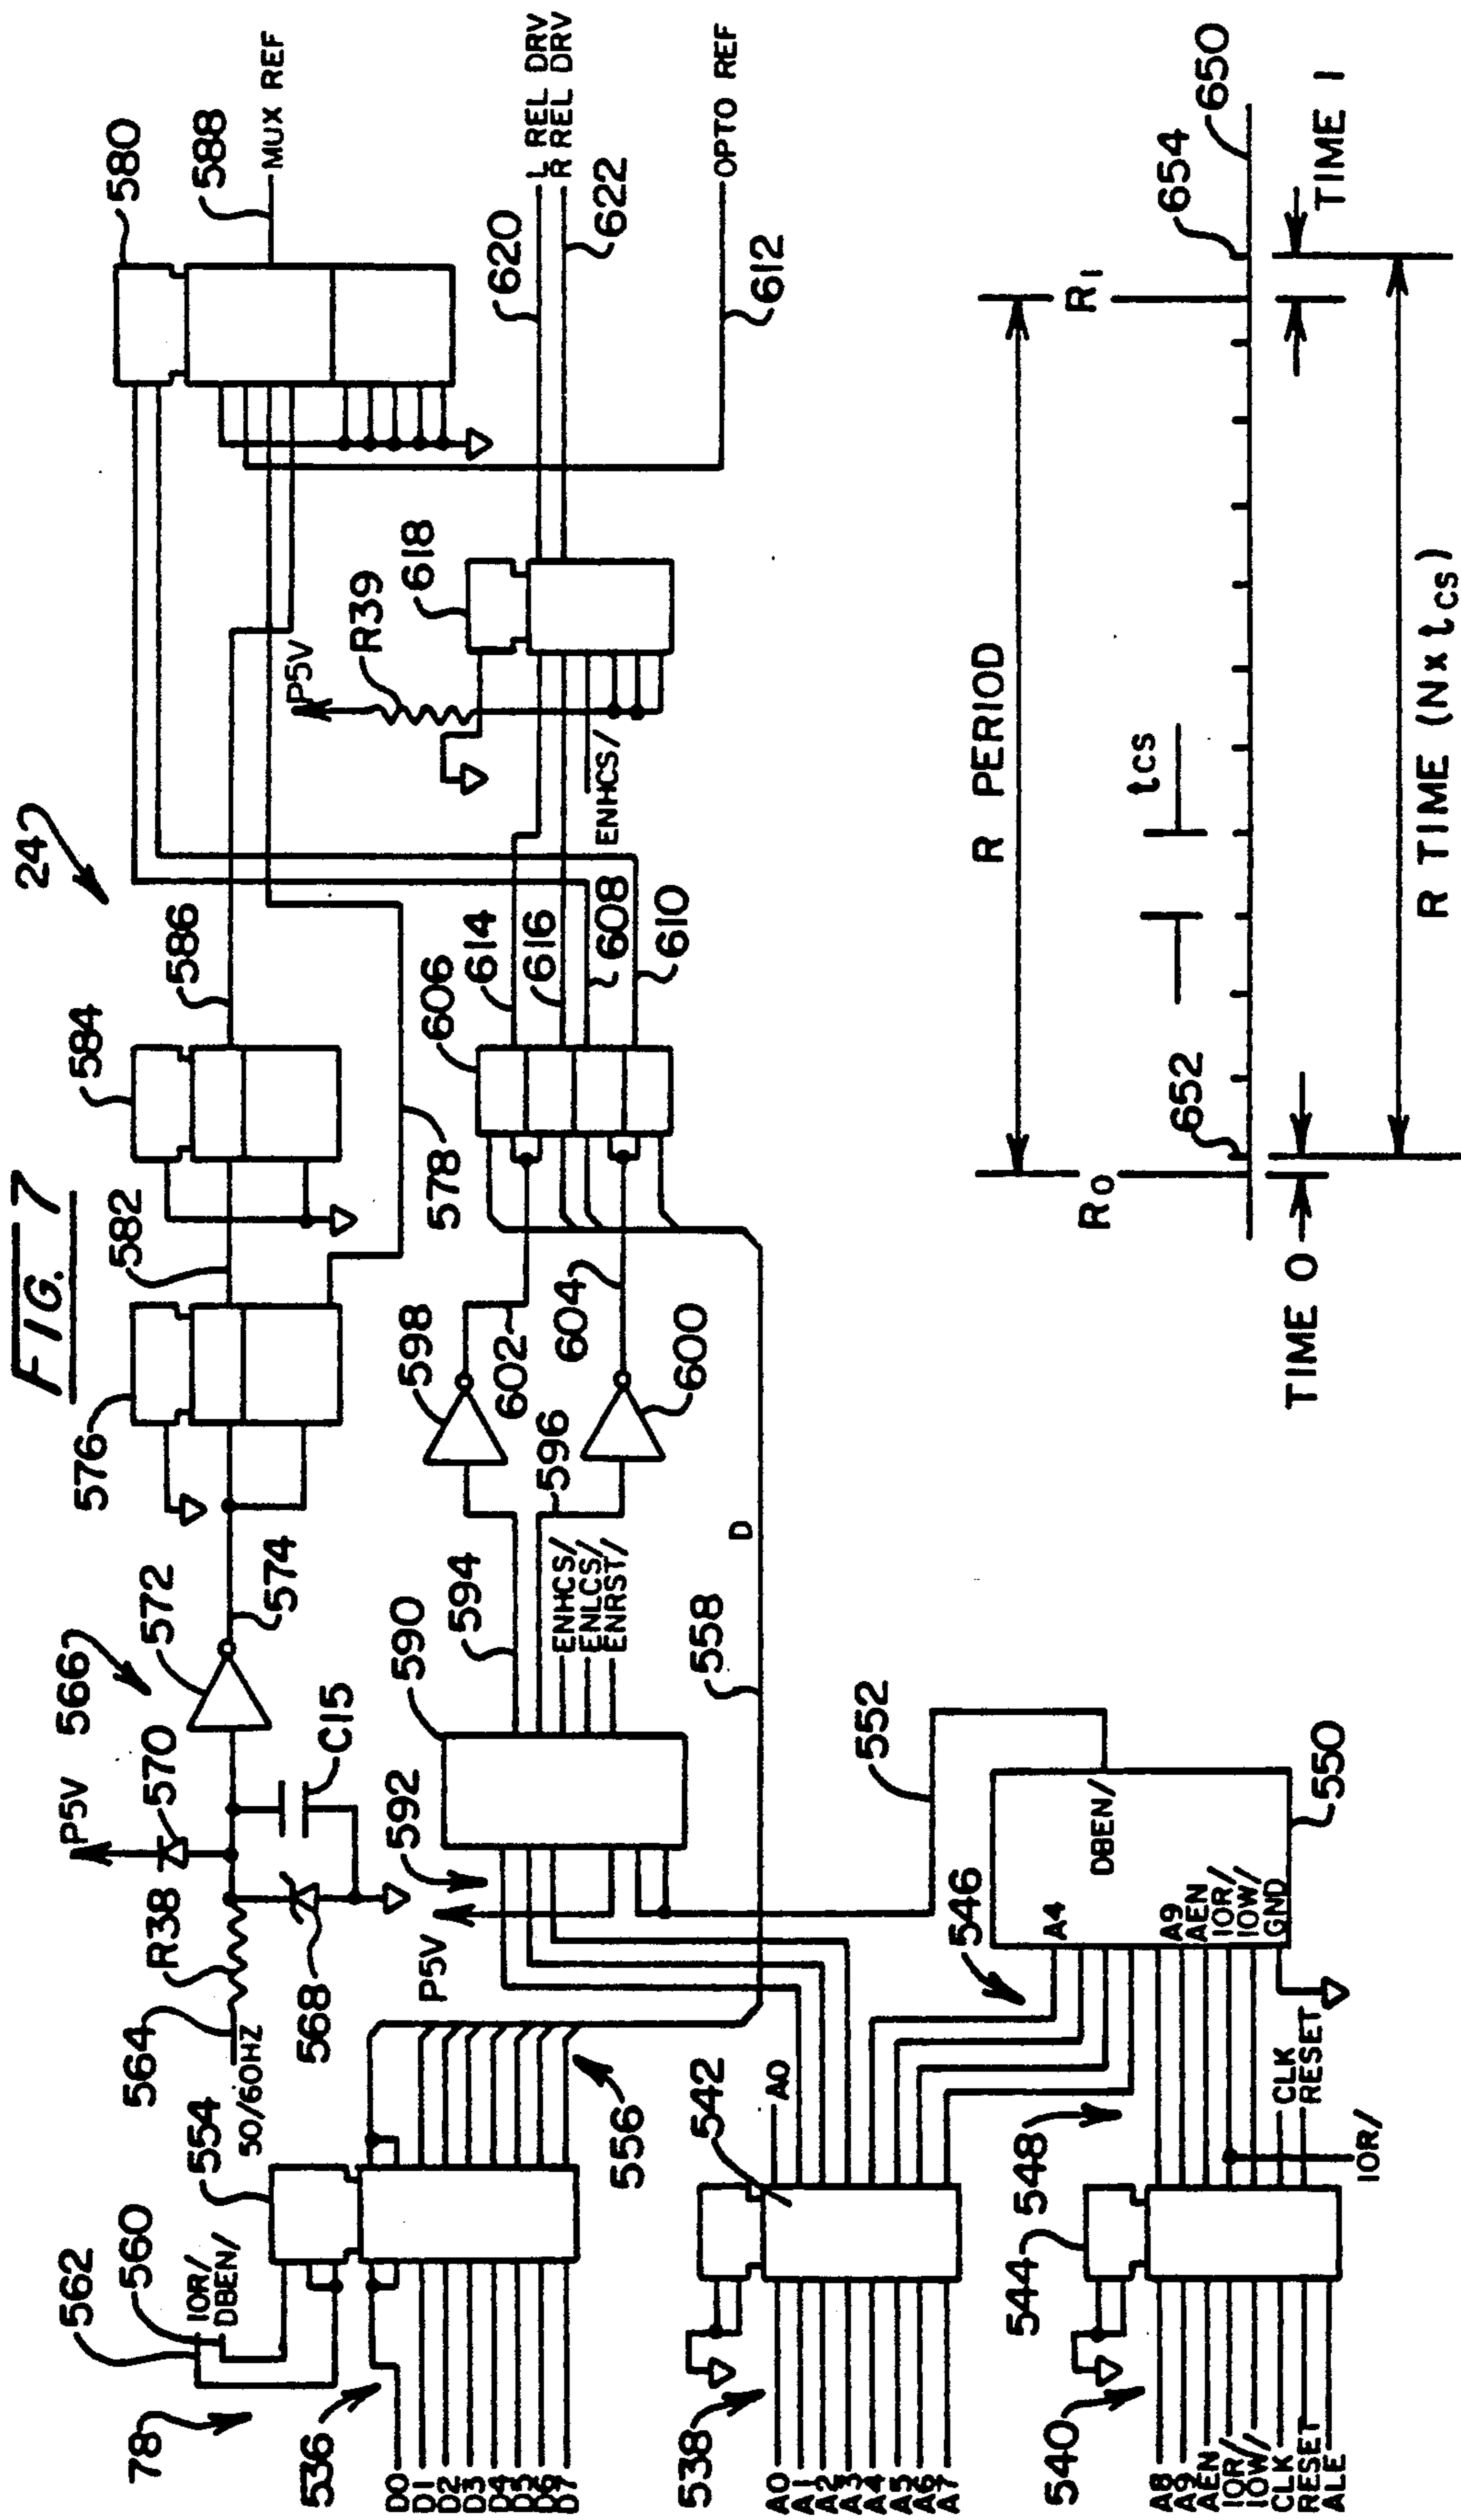 FIG. 7
24
78
562
560
IOR/
DBEN/
554
564
50/60HZ
R38
P5V
570
566
572
574
568
C15
576
582
584
586
578
580
588
MUX REF
536
D0
D1
D2
D3
D4
D5
D6
D7
556
558
D
P5V
592
590
594
596
ENHCS/
ENLCS/
ENRST/
598
600
602
604
606
614
616
608
610
ENHCS/
P5V
R39
618
620
622
L REL DRV
R REL DRV
612
OPTO REF
538
A0
A1
A2
A3
A4
A5
A6
A7
542
A0
546
552
550
A4
DBEN/
A9
AEN
IOR/
IOW/
GND
540
A8
A9
AEN
IOR/
IOW/
CLK
RESET
ALE
544
548
CLK
RESET
IOR/
R PERIOD
R0
R1
tcs
652
654
650
TIME 0
TIME 1
R TIME (N x tcs)